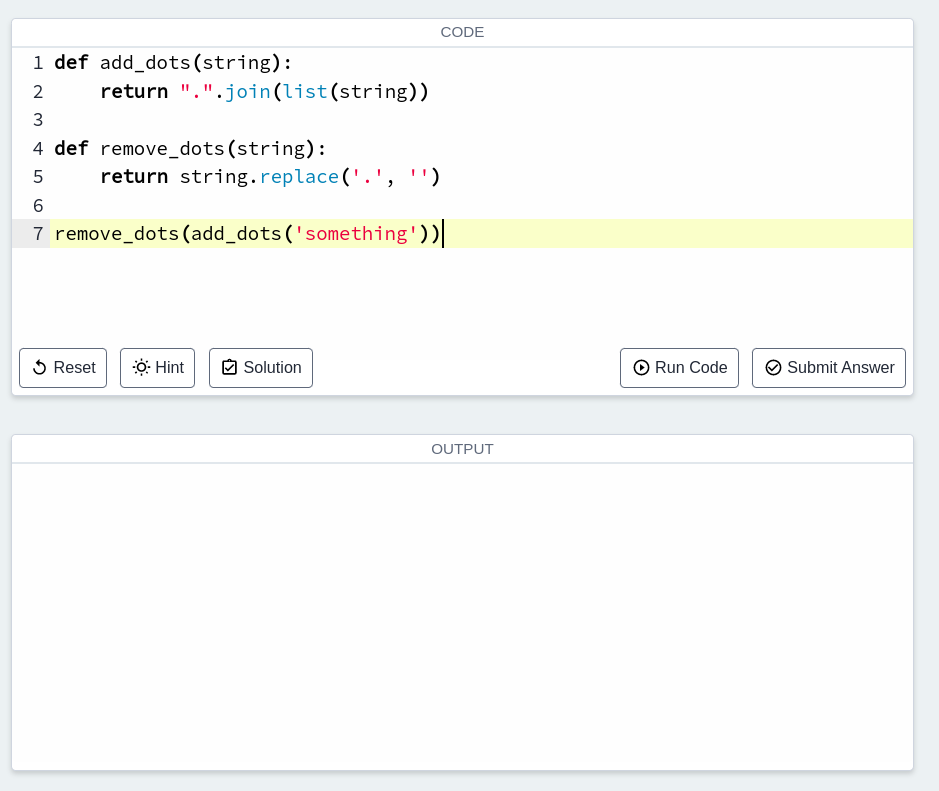 CODE
1 def add_dots(string):
2     return ".".join(list(string))
3
4 def remove_dots(string):
5     return string.replace('.', '')
6
7 remove_dots(add_dots('something'))
Reset Hint Solution Run Code Submit Answer
OUTPUT